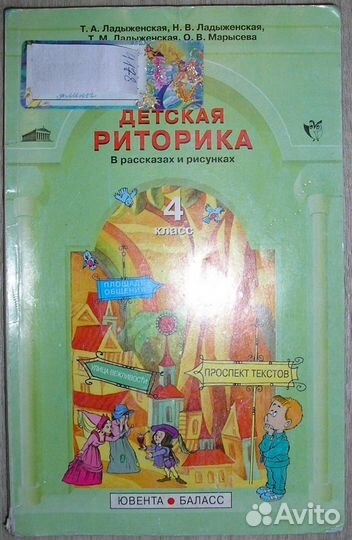 Т. А. Ладыженская, Н. В. Ладыженская,
Т. М. Ладыженская, О. В. Марысева
1178
ДЕТСКАЯ
РИТОРИКА
В рассказах и рисунках
4
класс
ПЛОЩАДЬ
ОБЩЕНИЯ
УЛИЦА ВЕЖЛИВОСТИ
ПРОСПЕКТ ТЕКСТОВ
ЮВЕНТА • БАЛАСС
Avito